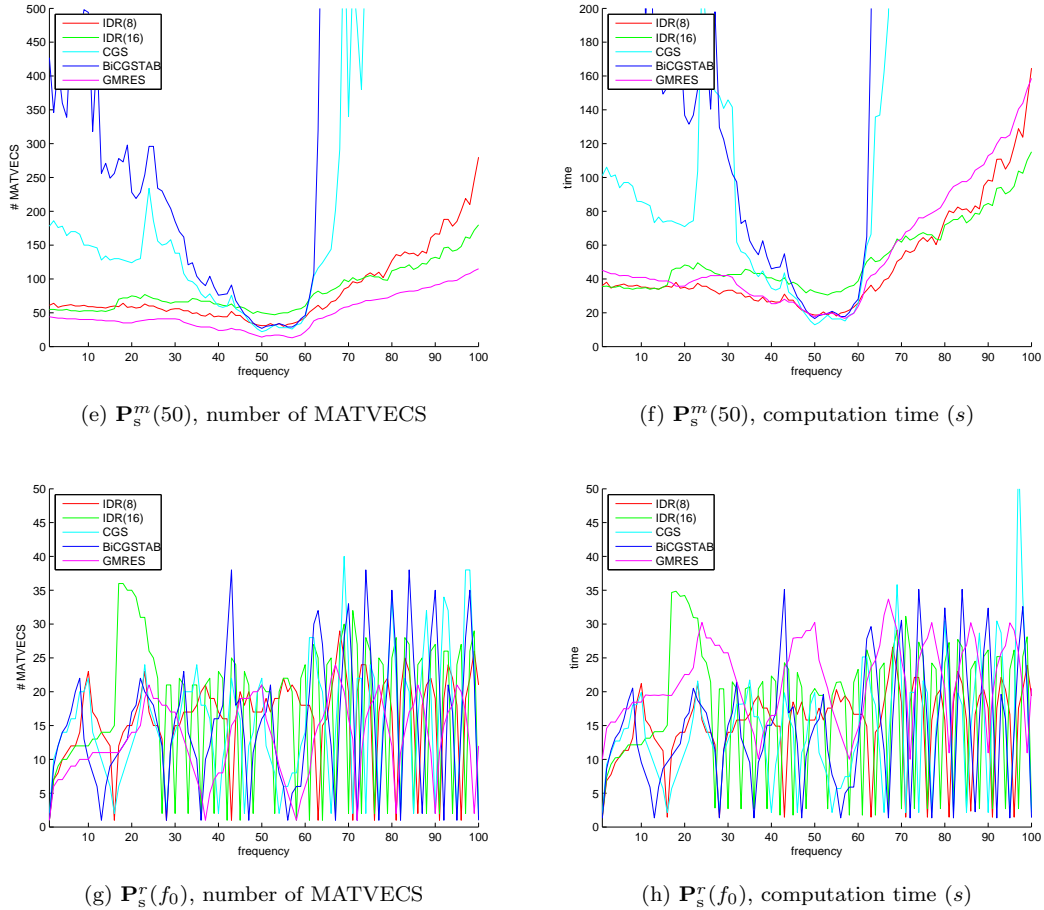 500
450
400
350
300
250
200
150
100
50
0
# MATVECS
10 20 30 40 50 60 70 80 90 100
frequency
IDR(8)
IDR(16)
CGS
BiCGSTAB
GMRES
(e) P_s^m(50), number of MATVECS
200
180
160
140
120
100
80
60
40
20
0
time
10 20 30 40 50 60 70 80 90 100
frequency
IDR(8)
IDR(16)
CGS
BiCGSTAB
GMRES
(f) P_s^m(50), computation time (s)
50
45
40
35
30
25
20
15
10
5
0
# MATVECS
10 20 30 40 50 60 70 80 90 100
frequency
IDR(8)
IDR(16)
CGS
BiCGSTAB
GMRES
(g) P_s^r(f_0), number of MATVECS
50
45
40
35
30
25
20
15
10
5
0
time
10 20 30 40 50 60 70 80 90 100
frequency
IDR(8)
IDR(16)
CGS
BiCGSTAB
GMRES
(h) P_s^r(f_0), computation time (s)